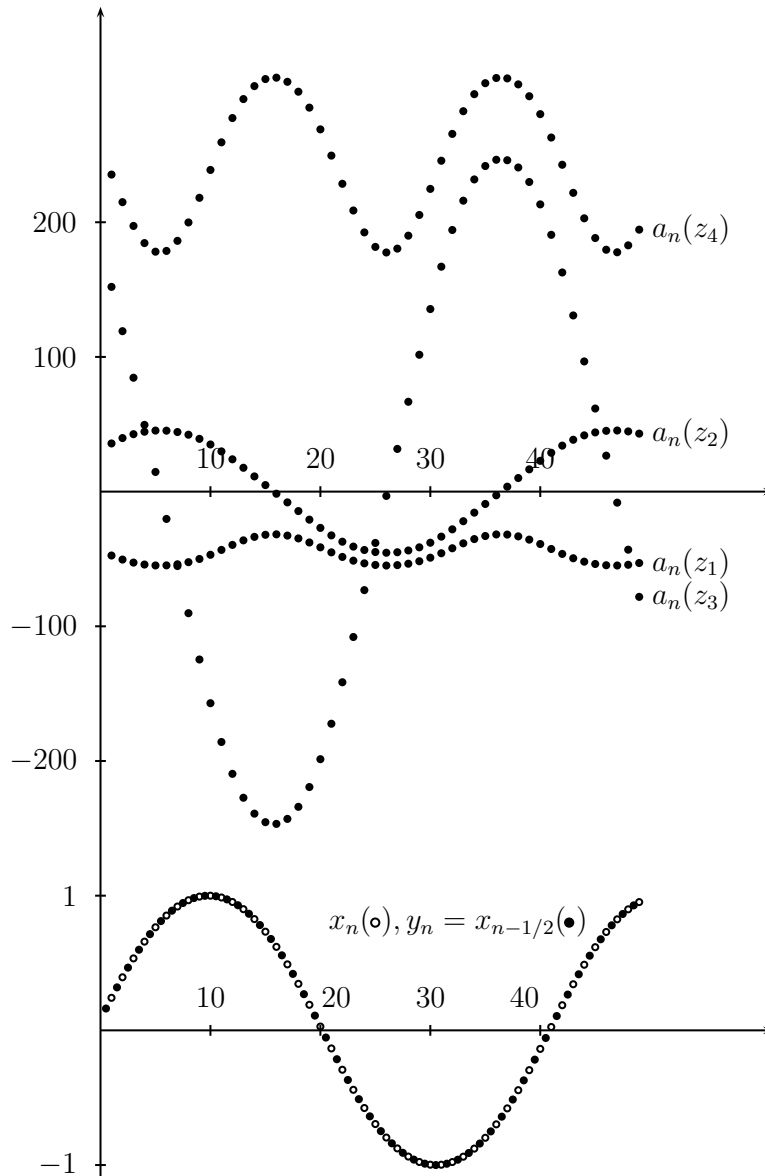 200
a_n(z_4)
100
a_n(z_2)
10 20 30 40
a_n(z_1)
a_n(z_3)
−100
−200
1
x_n(∘), y_n = x_{n−1/2}(•)
10 20 30 40
−1